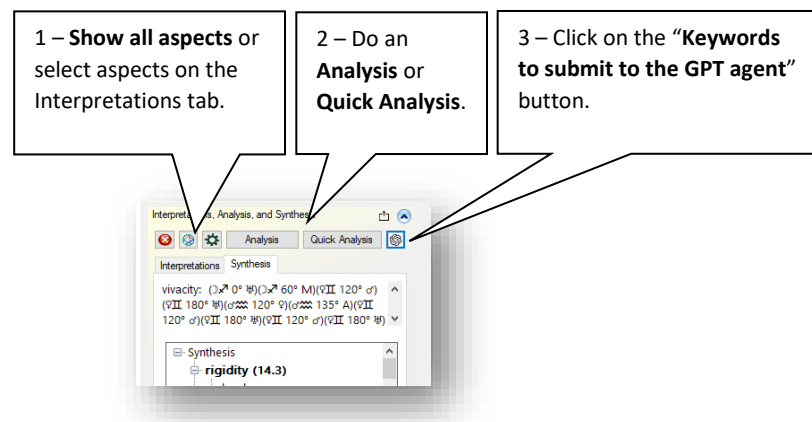 1 – Show all aspects or
select aspects on the
Interpretations tab.
2 – Do an
Analysis or
Quick Analysis.
3 – Click on the “Keywords
to submit to the GPT agent”
button.
Analysis, and Synthesis
Analysis
Quick Analysis
Interpretations
Synthesis
vivacity: (☽♐ 0° ♅)(☽♐ 60° M)(♀♊ 120° ♂)
(♀♊ 180° ♅)(♂♒ 120° ♀)(♂♒ 135° A)(♀♊
120° ♂)(♀♊ 180° ♅)(♀♊ 120° ♂)(♀♊ 180° ♅)
Synthesis
rigidity (14.3)